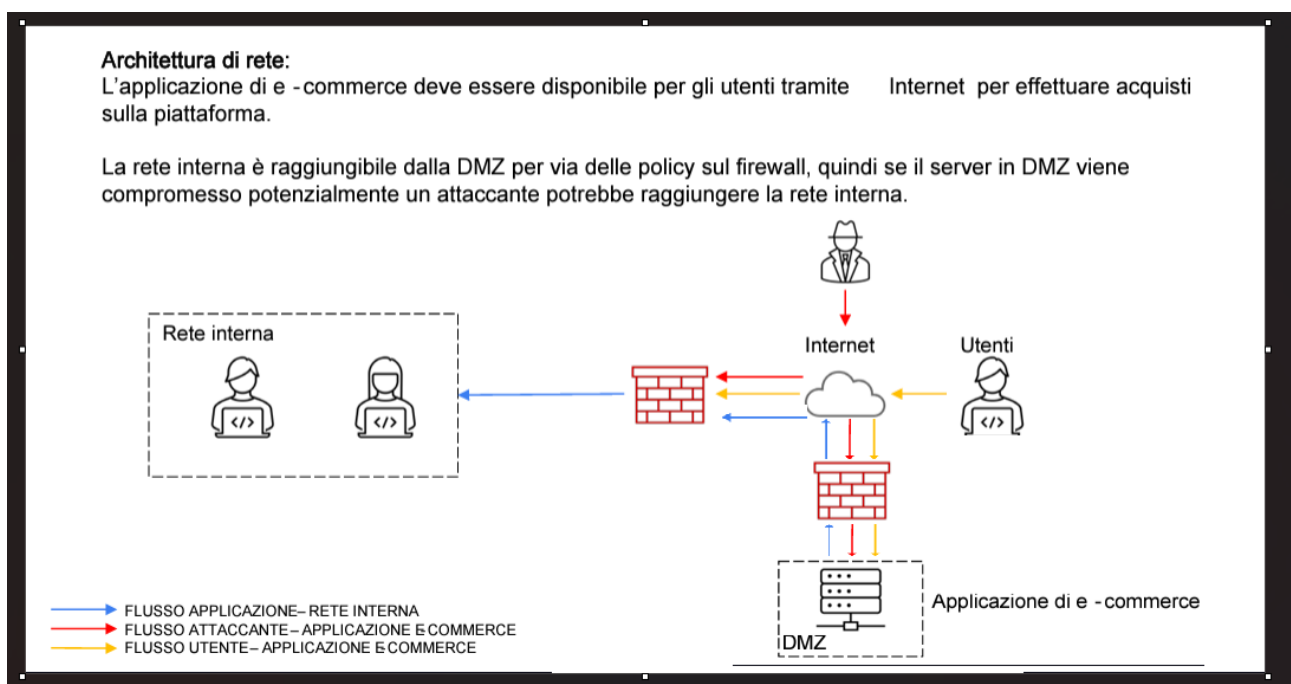 Architettura di rete:
L'applicazione di e -commerce deve essere disponibile per gli utenti tramite Internet per effettuare acquisti
sulla piattaforma.
La rete interna è raggiungibile dalla DMZ per via delle policy sul firewall, quindi se il server in DMZ viene
compromesso potenzialmente un attaccante potrebbe raggiungere la rete interna.
Rete interna
Internet
Utenti
</>
</>
</>
Applicazione di e -commerce
DMZ
FLUSSO APPLICAZIONE– RETE INTERNA
FLUSSO ATTACCANTE – APPLICAZIONE E-COMMERCE
FLUSSO UTENTE– APPLICAZIONE E-COMMERCE